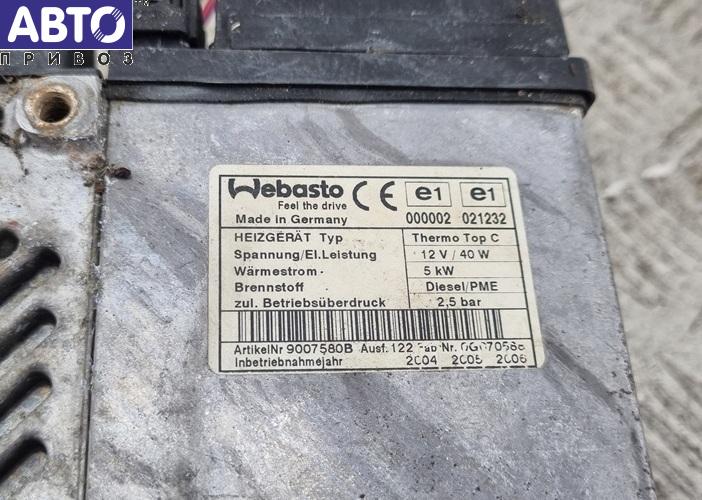 АВТО
ПРИВОЗ
Webasto
Feel the drive
CE e1 e1
Made in Germany 000002 021232
HEIZGERÄT Typ Thermo Top C
Spannung/El.Leistung 12 V / 40 W
Wärmestrom 5 kW
Brennstoff Diesel/PME
zul. Betriebsüberdruck 2,5 bar
ArtikelNr 9007580B Ausf. 122 Fab Nr.
Inbetriebnahmejahr 2004 2005 2006